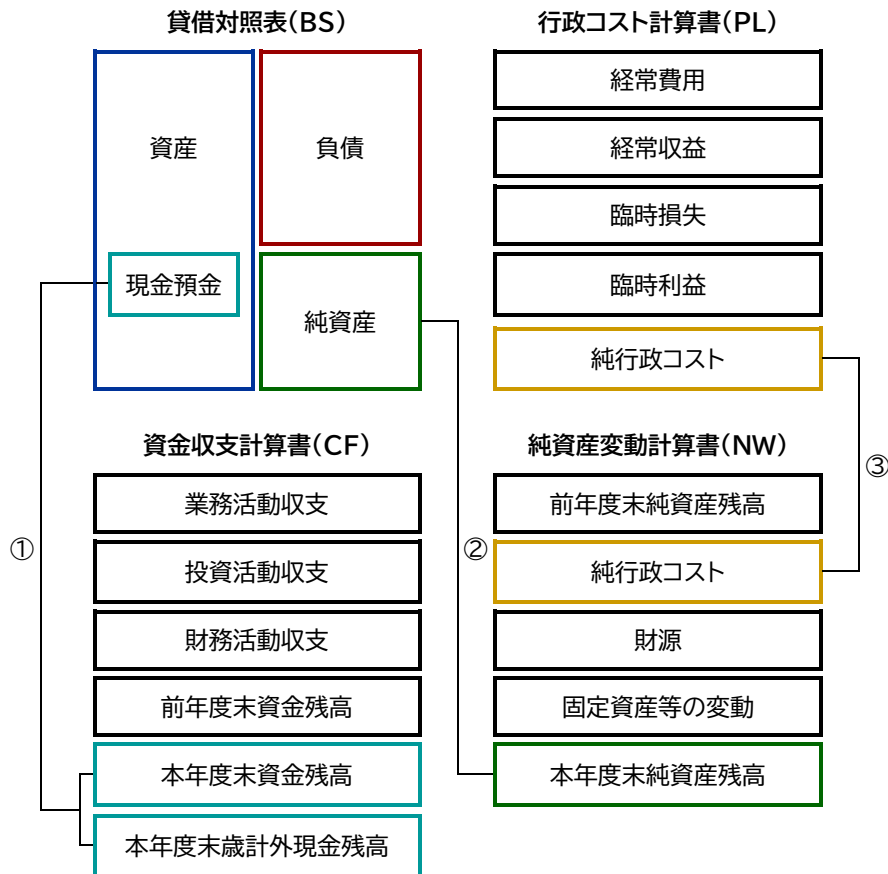 貸借対照表(BS)
資産
負債
現金預金
純資産
行政コスト計算書(PL)
経常費用
経常収益
臨時損失
臨時利益
純行政コスト
資金収支計算書(CF)
業務活動収支
投資活動収支
財務活動収支
前年度末資金残高
本年度末資金残高
本年度末歳計外現金残高
純資産変動計算書(NW)
前年度末純資産残高
純行政コスト
財源
固定資産等の変動
本年度末純資産残高
①
②
③